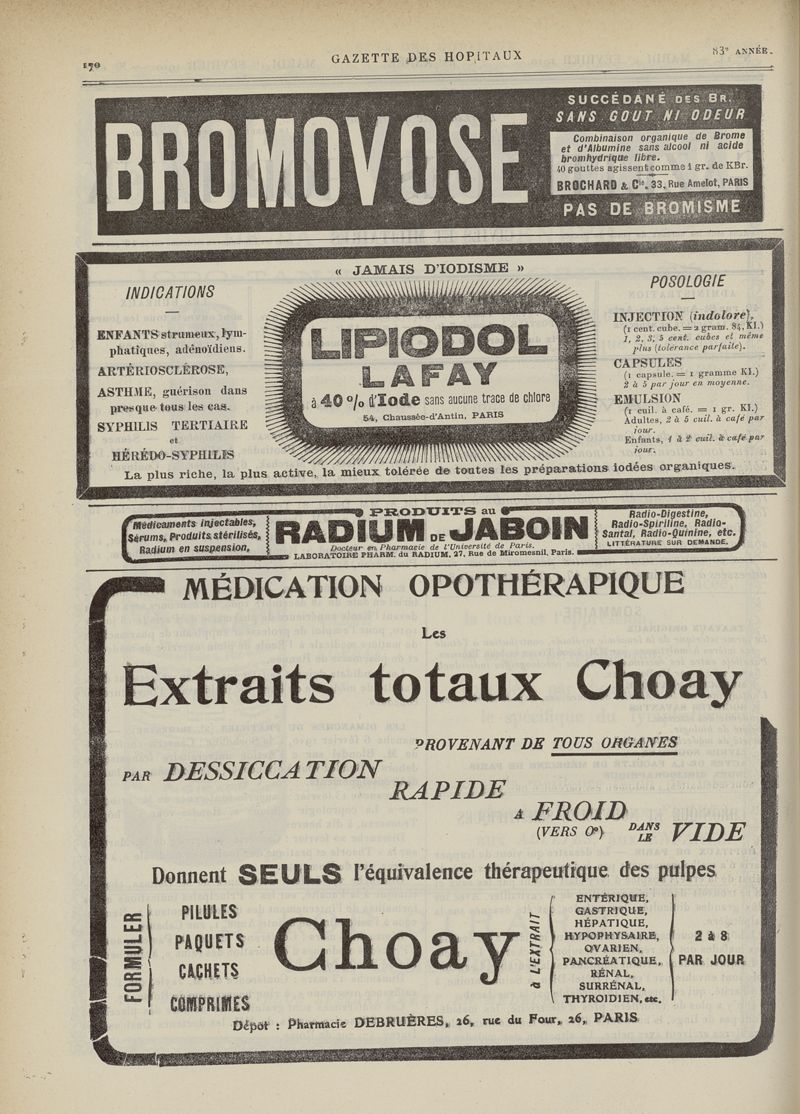 170
GAZETTE DES HOPITAUX
83e ANNÉE.
BROMOVOSE
SUCCÉDANÉ DES BR.
SANS GOUT NI ODEUR
Combinaison organique de Brome
et d'Albumine sans alcool ni acide
bromhydrique libre.
40 gouttes agissent comme 1 gr. de KBr.
BROCHARD & Cie, 33, Rue Amelot, PARIS
PAS DE BROMISME
« JAMAIS D'IODISME »
INDICATIONS
ENFANTS strumeux, lym-
phatiques, adénoïdiens.
ARTÉRIOSCLÉROSE,
ASTHME, guérison dans
presque tous les cas.
SYPHILIS TERTIAIRE
et
HÉRÉDO-SYPHILIS
LIPIODOL
LAFAY
à 40 % d'Iode sans aucune trace de chlore
54, Chaussée-d'Antin, PARIS
POSOLOGIE
INJECTION (indolore),
(1 cent. cube. = 2 gram. 84, KI.)
1, 2, 3, 5 cent. cubes et même
plus (tolérance parfaite).
CAPSULES
(1 capsule. = 1 gramme KI.)
2 à 5 par jour en moyenne.
EMULSION
(1 cuil. à café. = 1 gr. KI.)
Adultes, 2 à 5 cuil. à café par
jour.
Enfants, 1 à 2 cuil. à café par
jour.
La plus riche, la plus active, la mieux tolérée de toutes les préparations iodées organiques.
Médicaments injectables,
Sérums, Produits stérilisés,
Radium en suspension,
PRODUITS au
RADIUM DE JABOIN
Docteur en Pharmacie de l'Université de Paris.
LABORATOIRE PHARM. du RADIUM, 27, Rue de Miromesnil, Paris.
Radio-Digestine,
Radio-Spiriline, Radio-
Santal, Radio-Quinine, etc.
LITTÉRATURE SUR DEMANDE.
MÉDICATION OPOTHÉRAPIQUE
Les
Extraits totaux Choay
PROVENANT DE TOUS ORGANES
PAR DESSICCATION
RAPIDE
A FROID
(VERS 0º) DANS LE VIDE
Donnent SEULS l'équivalence thérapeutique des pulpes
FORMULER
PILULES
PAQUETS
CACHETS
COMPRIMES
Choay
à L'EXTRAIT
ENTÉRIQUE,
GASTRIQUE,
HÉPATIQUE,
HYPOPHYSAIRE,
OVARIEN,
PANCRÉATIQUE,
RÉNAL,
SURRÉNAL,
THYROIDIEN, etc.
2 à 8
PAR JOUR
Dépôt : Pharmacie DEBRUÈRES, 26, rue du Four, 26, PARIS